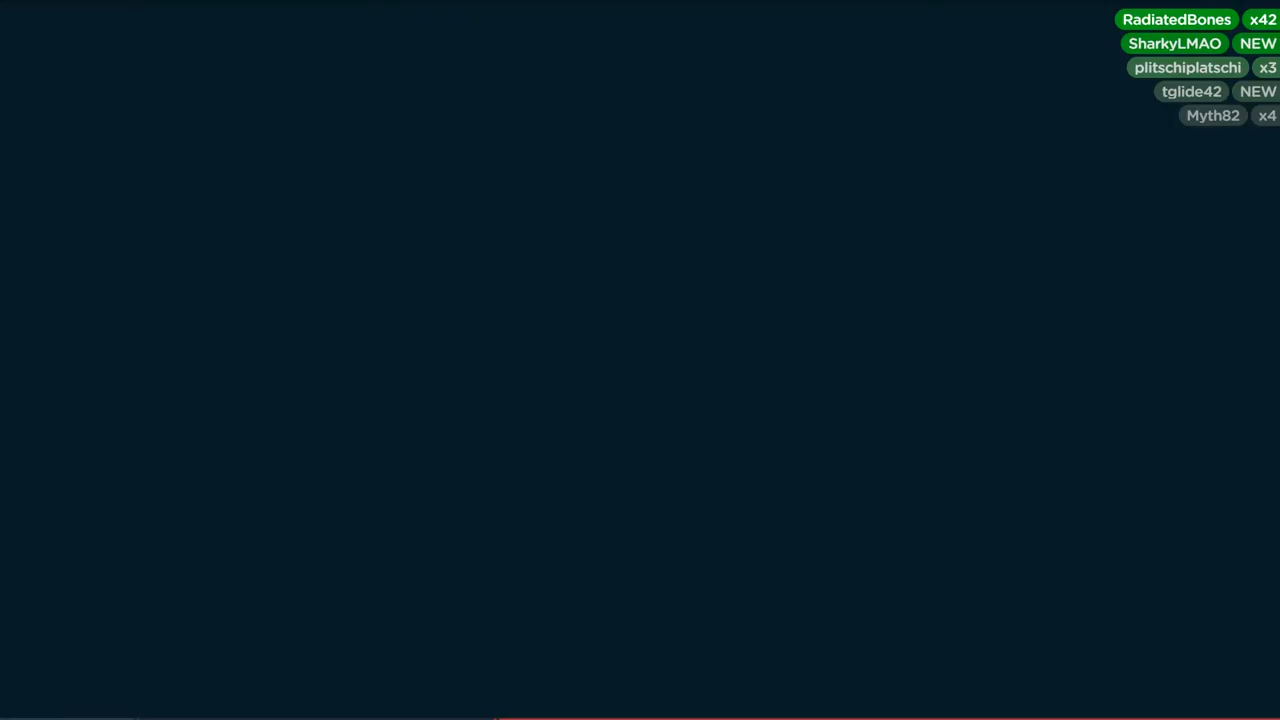 RadiatedBones x42
SharkyLMAO NEW
plitschiplatschi x3
tglide42 NEW
Myth82 x4